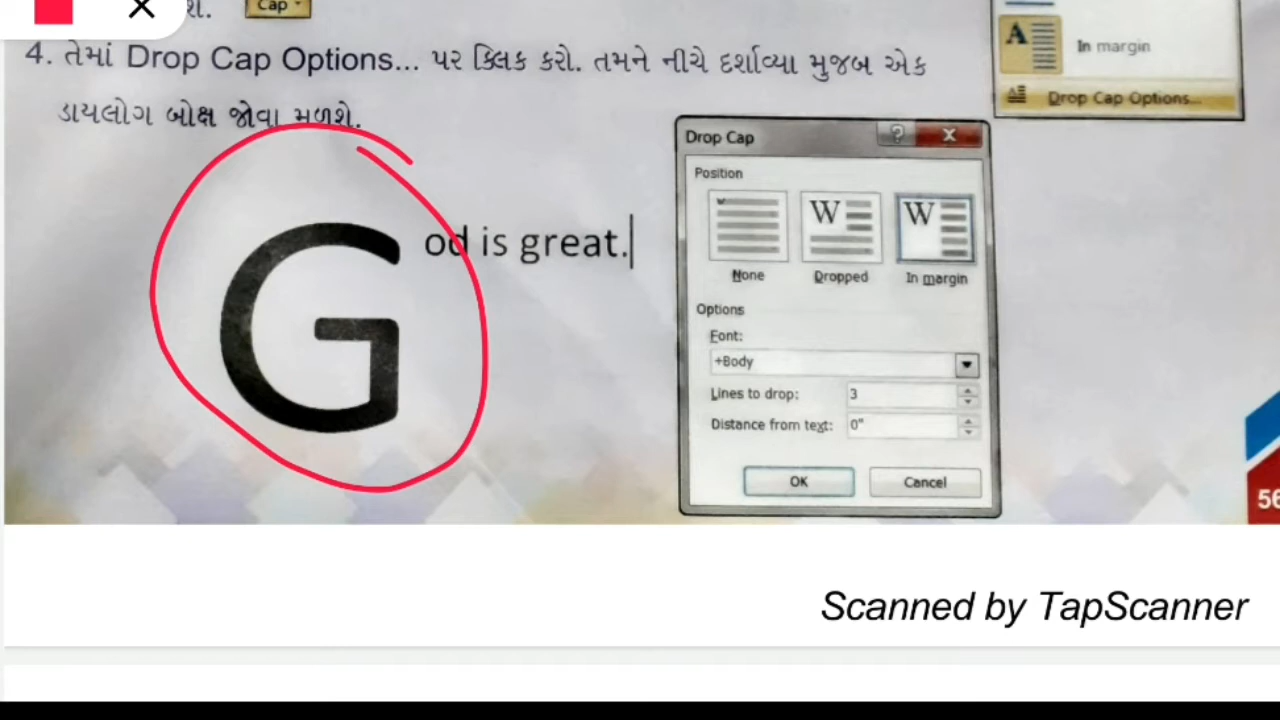 શે.
Cap
4. તેમાં Drop Cap Options... પર ક્લિક કરો. તમને નીચે દર્શાવ્યા મુજબ એક
ડાયલોગ બોક્ષ જોવા મળશે.
In margin
Drop Cap Options...
God is great.
Drop Cap
Position
None Dropped In margin
Options
Font:
+Body
Lines to drop: 3
Distance from text: 0"
OK Cancel
56
Scanned by TapScanner